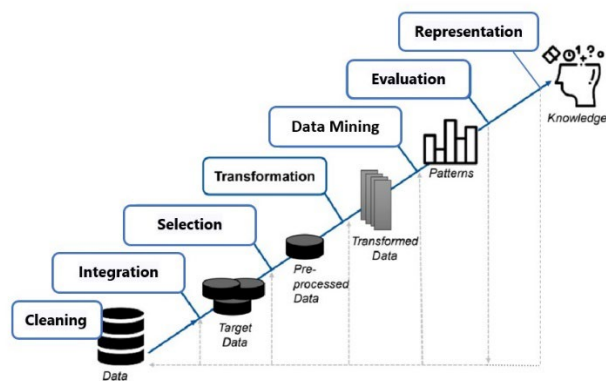 Representation
Evaluation
Knowledge
Data Mining
Patterns
Transformation
Transformed
Data
Selection
Pre-
processed
Data
Integration
Target
Data
Cleaning
Data